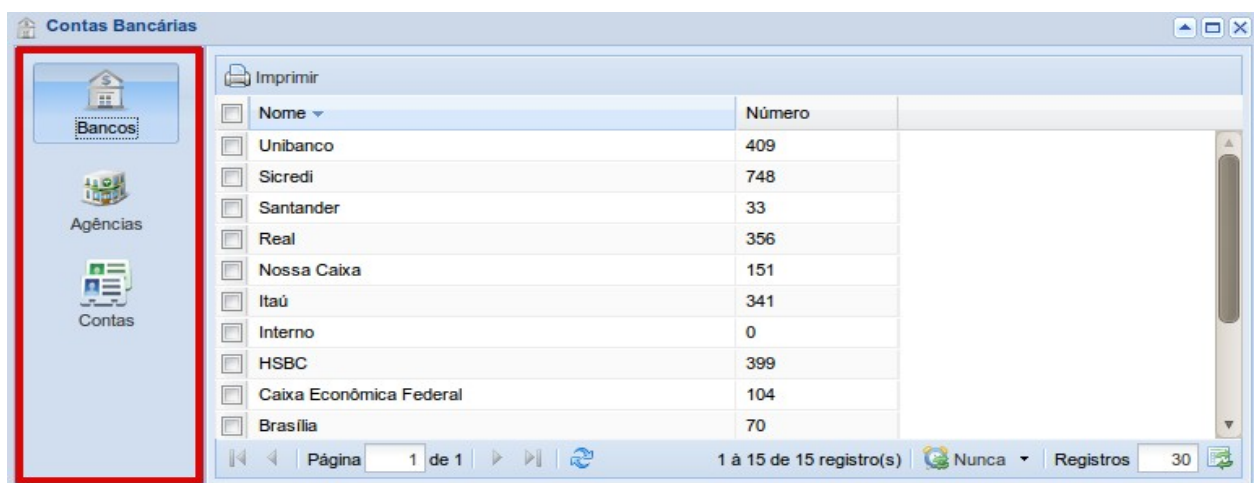 Contas Bancárias
Bancos
Agências
Contas
Imprimir
Nome Número
Unibanco 409
Sicredi 748
Santander 33
Real 356
Nossa Caixa 151
Itaú 341
Interno 0
HSBC 399
Caixa Econômica Federal 104
Brasília 70
Página 1 de 1 1 à 15 de 15 registro(s) Nunca Registros 30